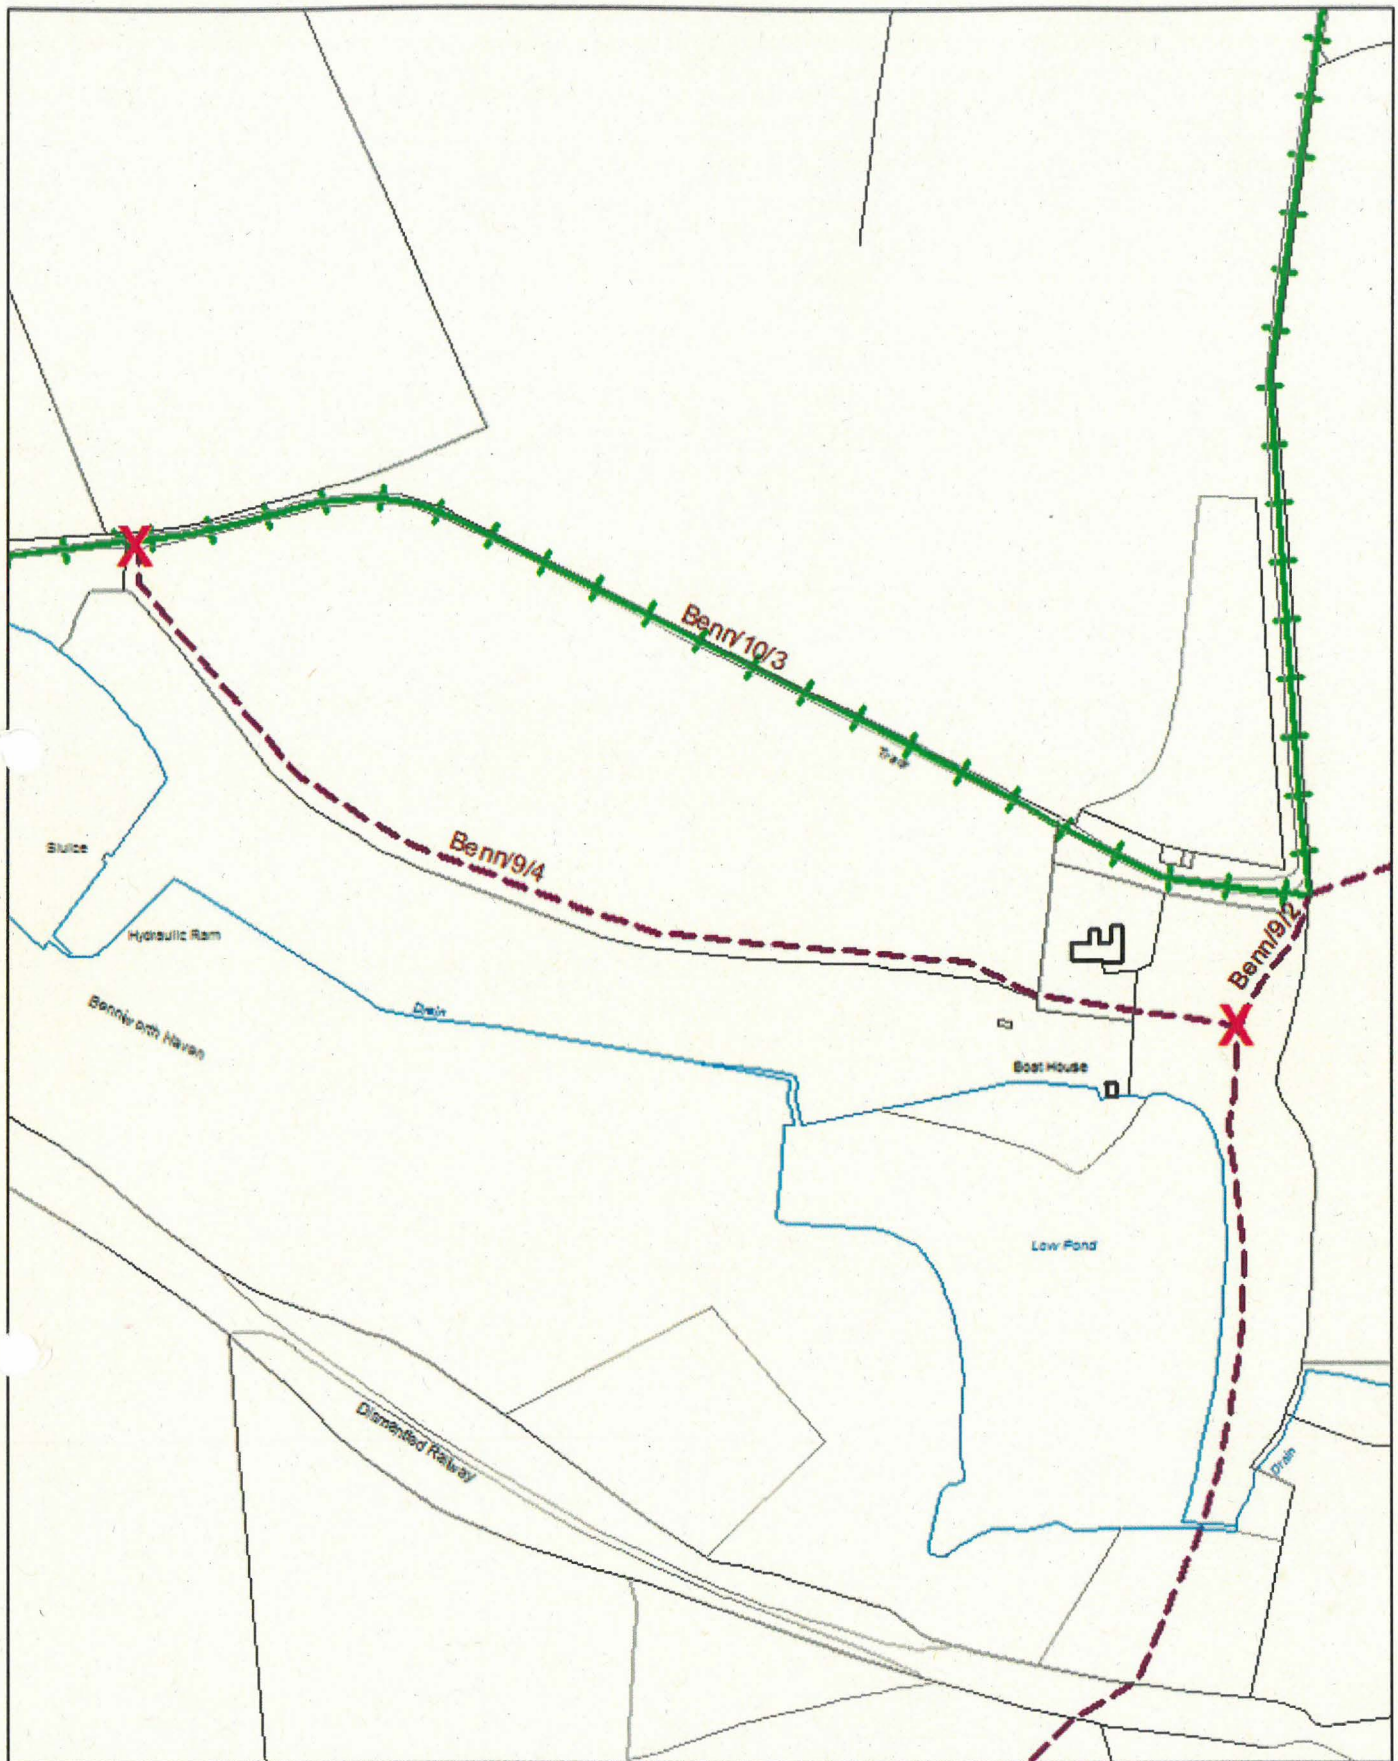 Benn/10/3
Track
Benn/9/4
Sluice
Benn/9/2
Hydraulic Ram
Drain
Benniworth Haven
Boat House
Low Pond
Dismantled Railway
Drain